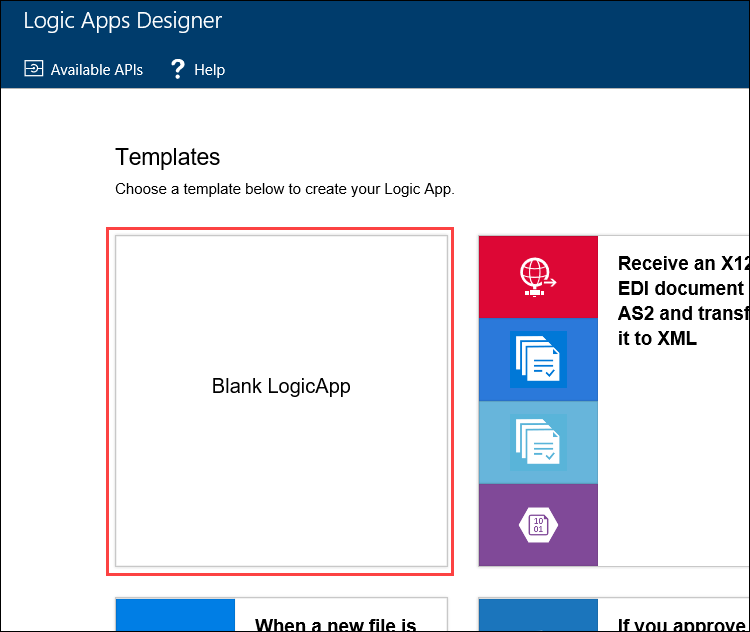 Logic Apps Designer
Available APIs
? Help
Templates
Choose a template below to create your Logic App.
Blank LogicApp
Receive an X12
EDI document
AS2 and transf
it to XML
10
01
When a new file is
If you approve